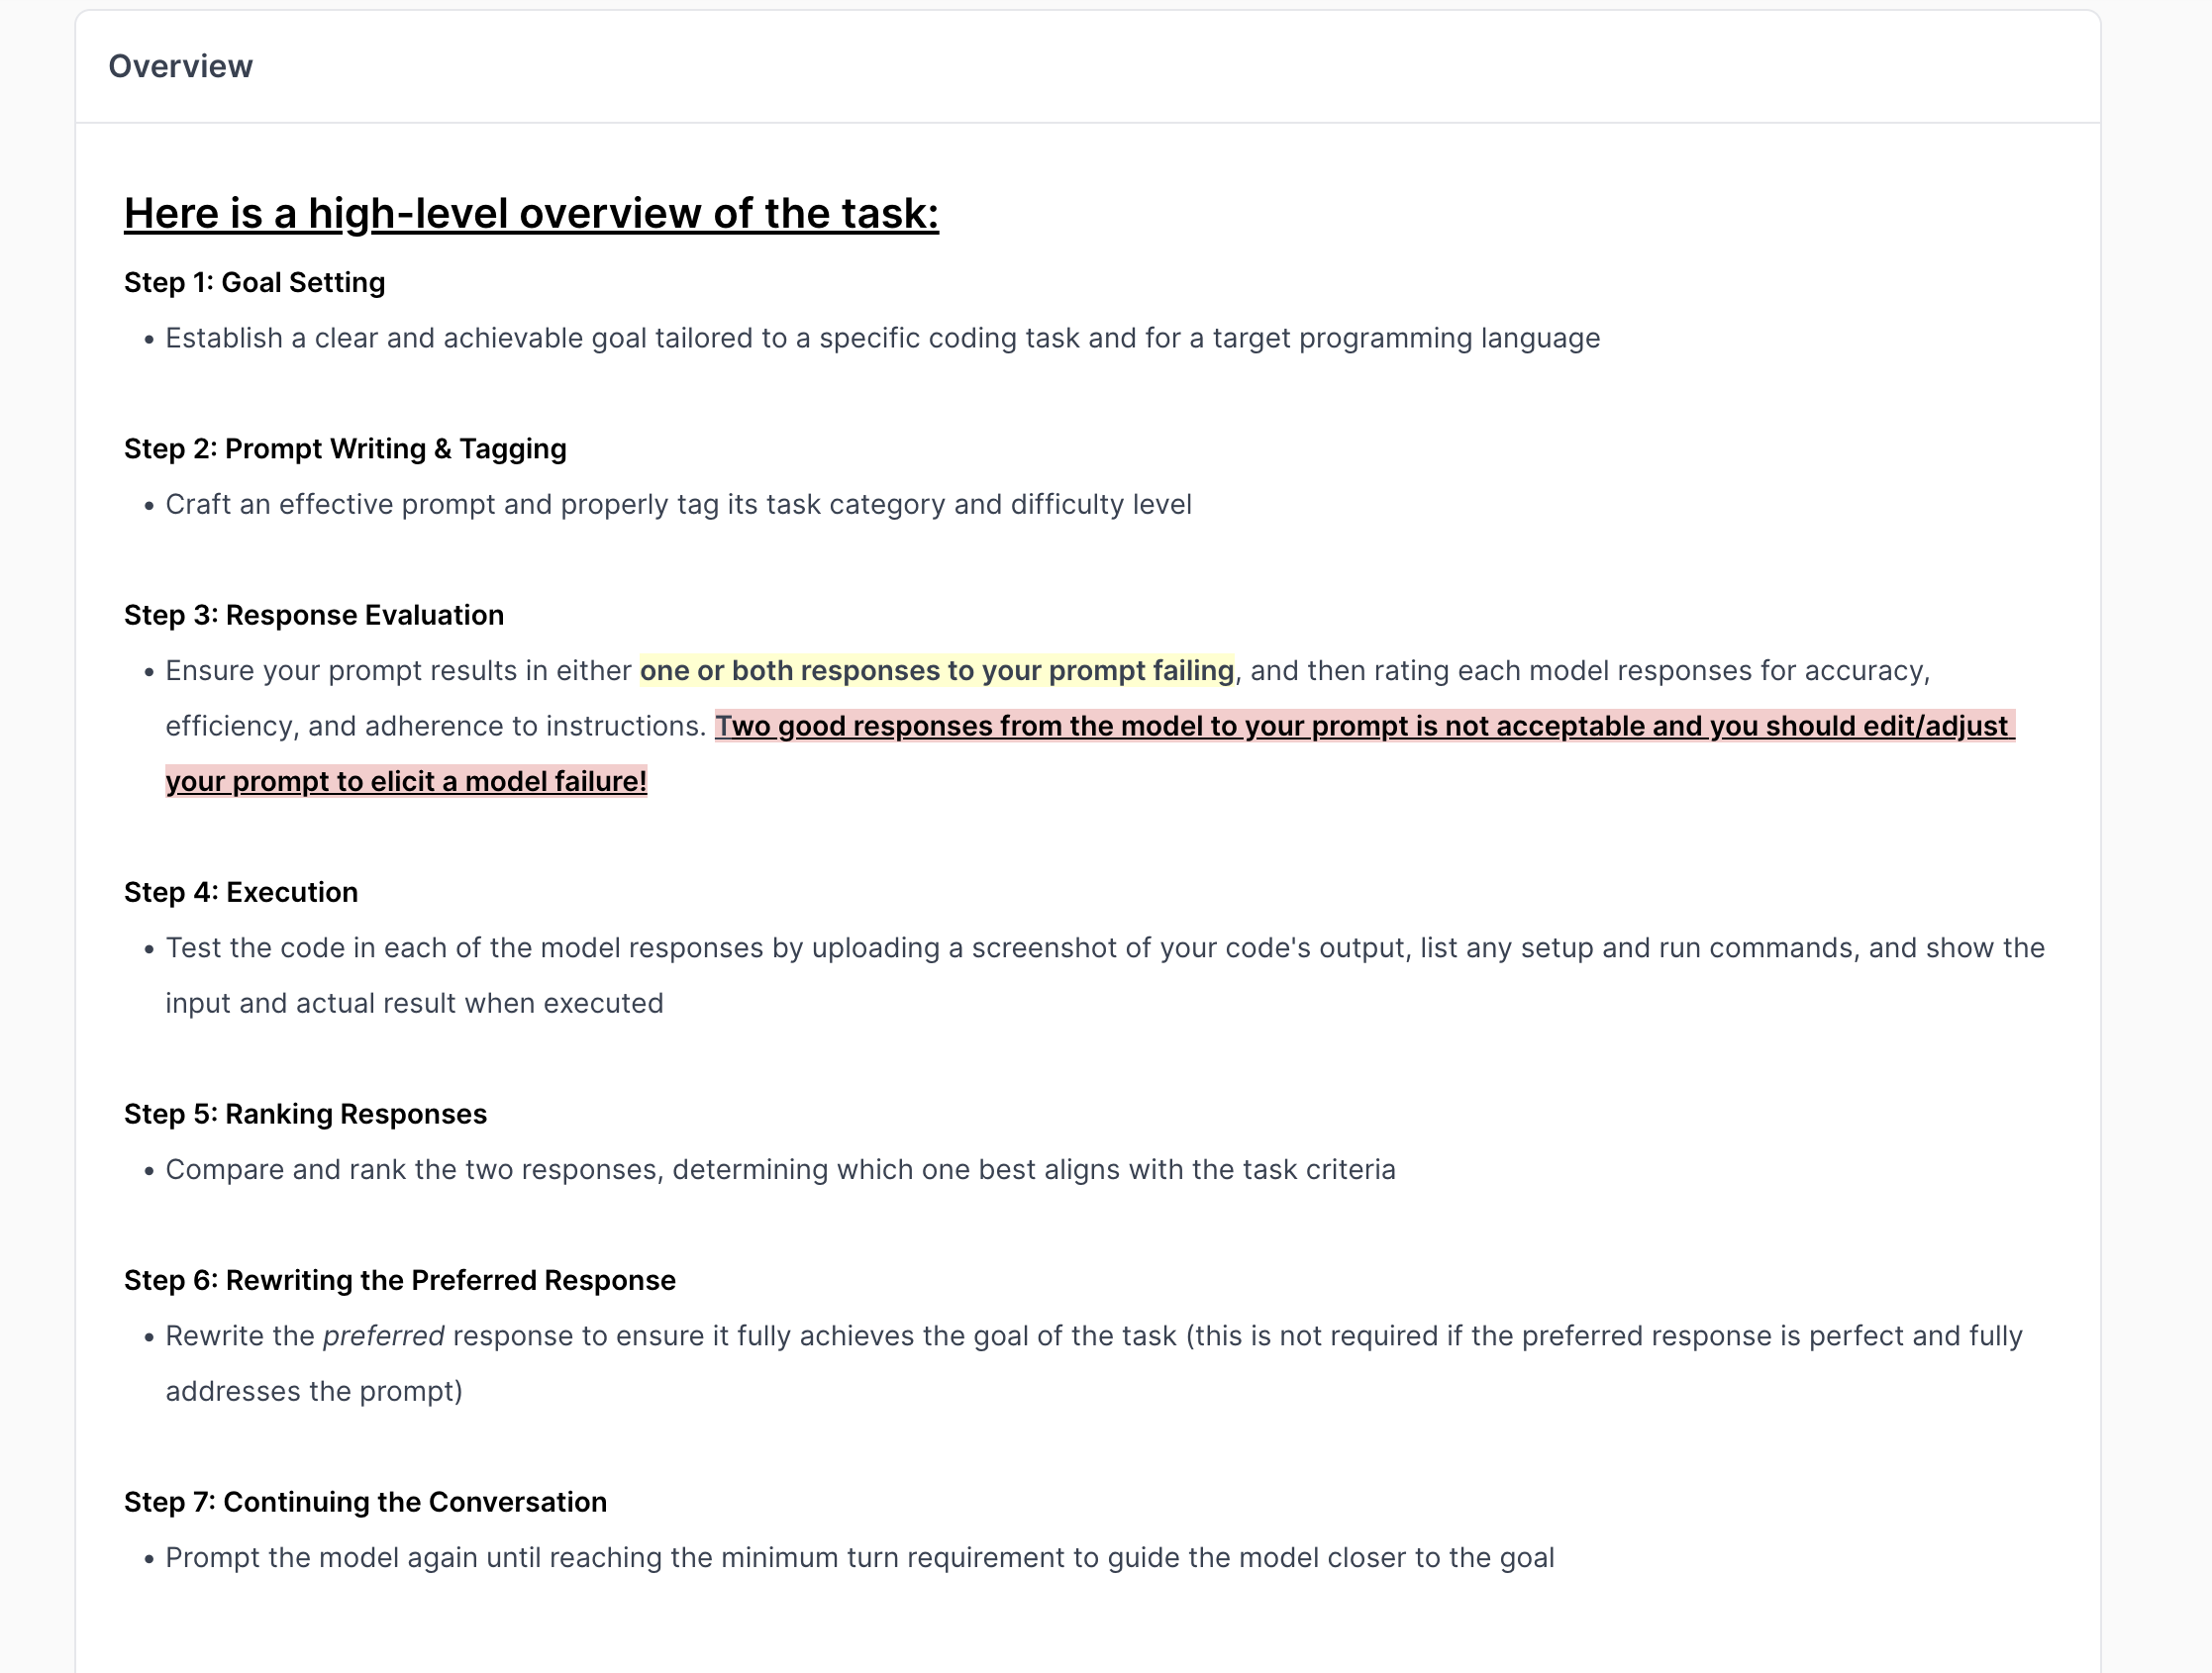 Overview
Here is a high-level overview of the task:
Step 1: Goal Setting
• Establish a clear and achievable goal tailored to a specific coding task and for a target programming language
Step 2: Prompt Writing & Tagging
• Craft an effective prompt and properly tag its task category and difficulty level
Step 3: Response Evaluation
• Ensure your prompt results in either one or both responses to your prompt failing, and then rating each model responses for accuracy,
efficiency, and adherence to instructions. Two good responses from the model to your prompt is not acceptable and you should edit/adjust
your prompt to elicit a model failure!
Step 4: Execution
• Test the code in each of the model responses by uploading a screenshot of your code's output, list any setup and run commands, and show the
input and actual result when executed
Step 5: Ranking Responses
• Compare and rank the two responses, determining which one best aligns with the task criteria
Step 6: Rewriting the Preferred Response
• Rewrite the preferred response to ensure it fully achieves the goal of the task (this is not required if the preferred response is perfect and fully
addresses the prompt)
Step 7: Continuing the Conversation
• Prompt the model again until reaching the minimum turn requirement to guide the model closer to the goal